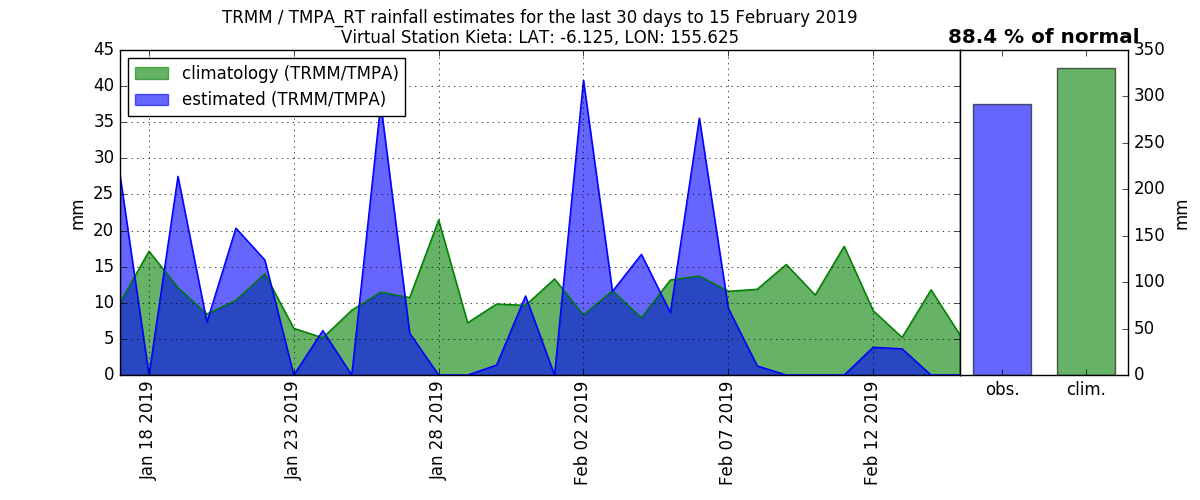 TRMM / TMPA_RT rainfall estimates for the last 30 days to 15 February 2019
Virtual Station Kieta: LAT: -6.125, LON: 155.625
88.4 % of normal
climatology (TRMM/TMPA)
estimated (TRMM/TMPA)
45
40
35
30
25
20
15
10
5
0
mm
Jan 18 2019
Jan 23 2019
Jan 28 2019
Feb 02 2019
Feb 07 2019
Feb 12 2019
350
300
250
200
150
100
50
0
mm
obs.
clim.